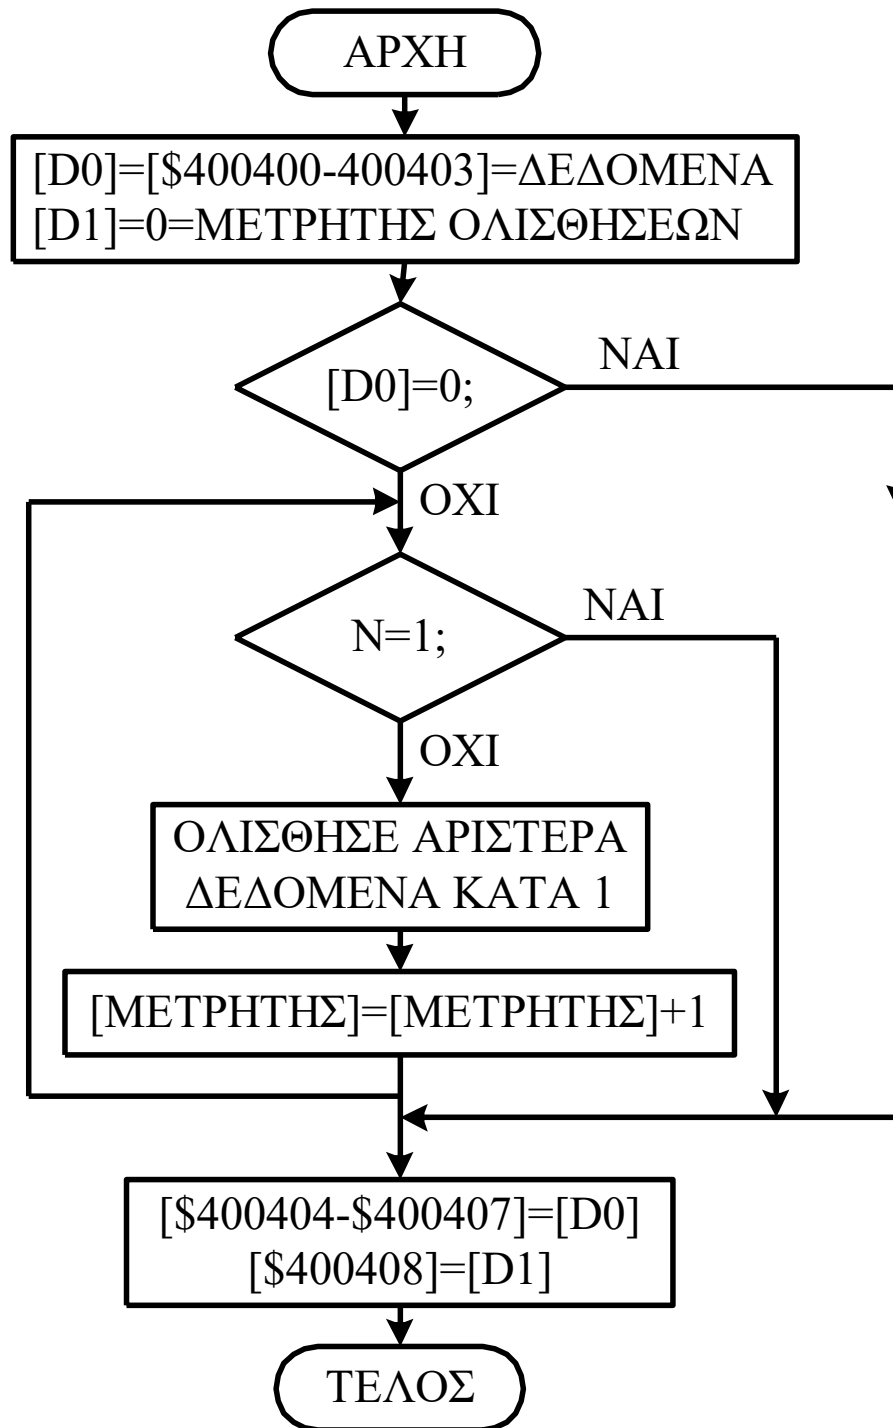 ΑΡΧΗ
[D0]=[$400400-400403]=ΔΕΔΟΜΕΝΑ
[D1]=0=ΜΕΤΡΗΤΗΣ ΟΛΙΣΘΗΣΕΩΝ
[D0]=0;
ΝΑΙ
ΟΧΙ
N=1;
ΝΑΙ
ΟΧΙ
ΟΛΙΣΘΗΣΕ ΑΡΙΣΤΕΡΑ
ΔΕΔΟΜΕΝΑ ΚΑΤΑ 1
[ΜΕΤΡΗΤΗΣ]=[ΜΕΤΡΗΤΗΣ]+1
[$400404-$400407]=[D0]
[$400408]=[D1]
ΤΕΛΟΣ